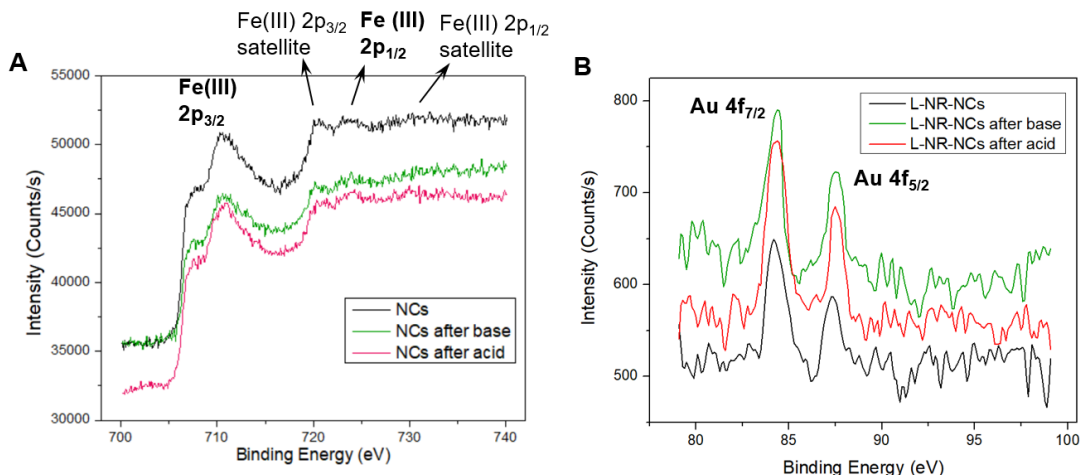 A
Fe(III) 2p3/2
satellite
Fe (III)
2p1/2
Fe(III) 2p1/2
satellite
Fe(III)
2p3/2
55000
50000
45000
40000
35000
30000
Intensity (Counts/s)
NCs
NCs after base
NCs after acid
700
710
720
730
740
Binding Energy (eV)
B
Au 4f7/2
Au 4f5/2
L-NR-NCs
L-NR-NCs after base
L-NR-NCs after acid
800
700
600
500
Intensity (Counts/s)
80
85
90
95
100
Binding Energy (eV)